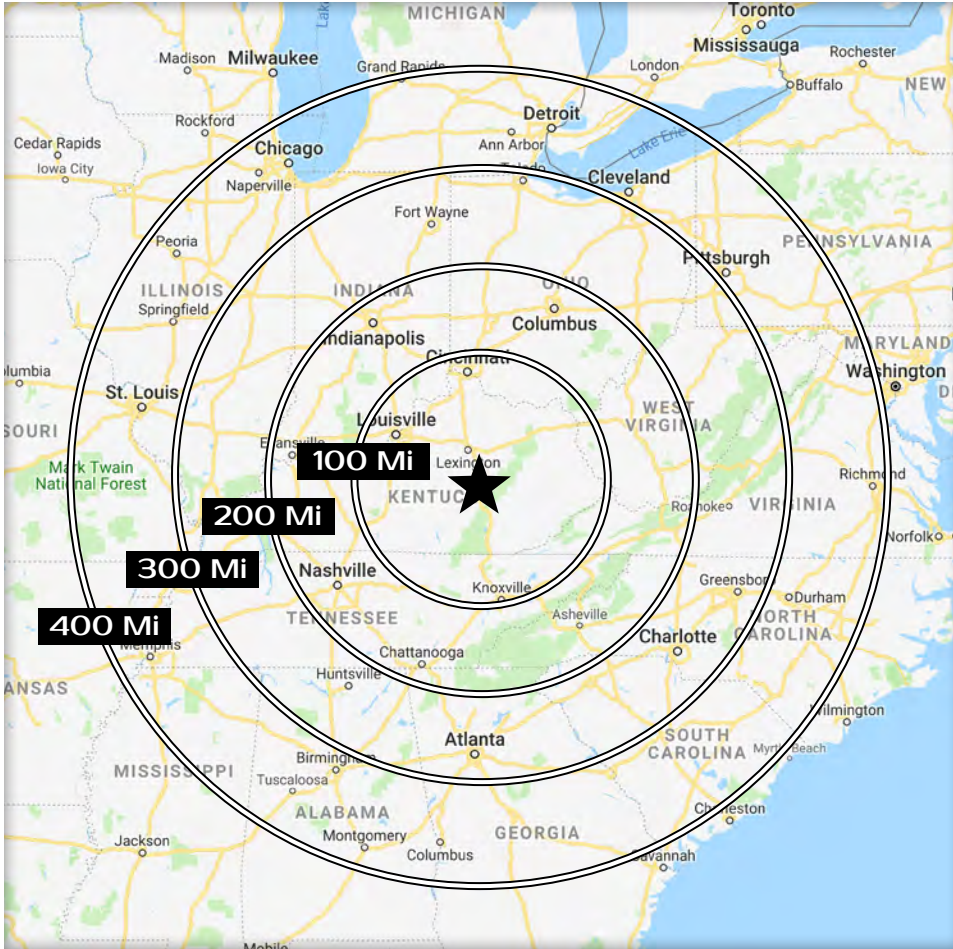 MICHIGAN
Toronto
Mississauga
Madison
Milwaukee
Grand Rapids
London
Rochester
Buffalo
NEW
Detroit
Rockford
Ann Arbor
Lake Erie
Cedar Rapids
Iowa City
Chicago
Naperville
Toledo
Cleveland
Fort Wayne
Peoria
Pittsburgh
PENNSYLVANIA
ILLINOIS
INDIANA
OHIO
Springfield
Indianapolis
Columbus
MARYLAND
Cincinnati
Washington
St. Louis
Louisville
WEST
VIRGINIA
Evansville
100 Mi
Lexington
Mark Twain
National Forest
KENTUC
Richmond
200 Mi
Roanoke
VIRGINIA
Norfolk
300 Mi
Nashville
Knoxville
Greensboro
Durham
400 Mi
TENNESSEE
Asheville
NORTH
CAROLINA
Memphis
Chattanooga
Charlotte
Huntsville
ANSAS
Wilmington
Atlanta
SOUTH
CAROLINA
Myrtle Beach
Birmingham
MISSISSIPPI
Tuscaloosa
ALABAMA
Charleston
GEORGIA
Jackson
Montgomery
Columbus
Savannah
Mobile